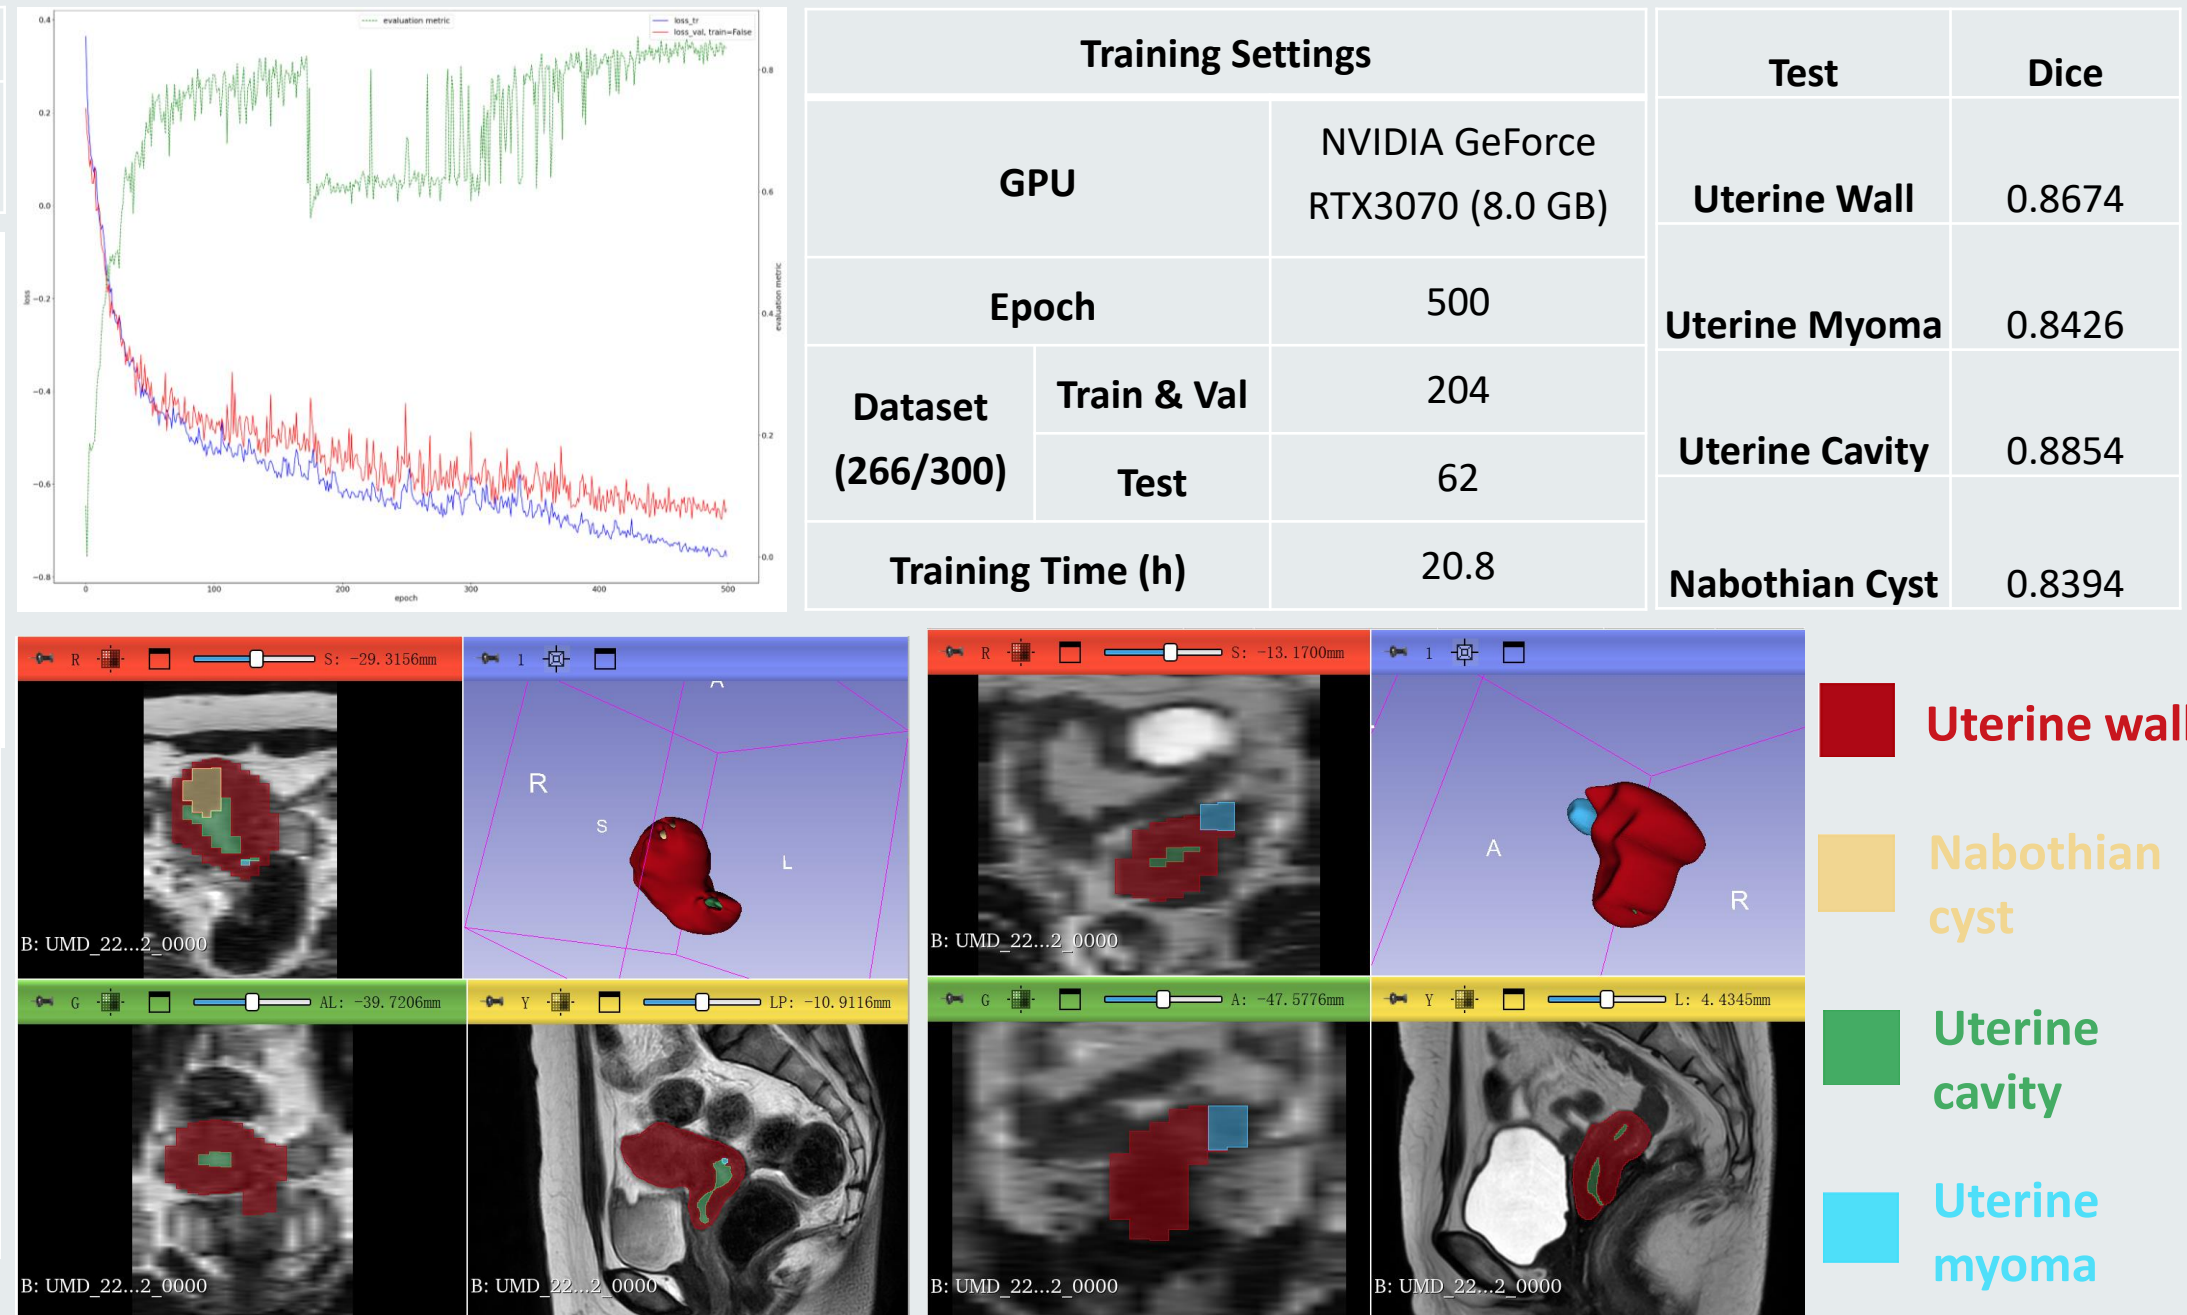 evaluation metric
loss_tr
loss_val, train=False
0.4
0.2
0.0
−0.2
−0.4
−0.6
−0.8
loss
0
100
200
300
400
500
epoch
0.8
0.6
0.4
0.2
0.0
evaluation metric
Training Settings
GPU
NVIDIA GeForce
RTX3070 (8.0 GB)
Epoch
500
Dataset
(266/300)
Train & Val
204
Test
62
Training Time (h)
20.8
Test
Dice
Uterine Wall
0.8674
Uterine Myoma
0.8426
Uterine Cavity
0.8854
Nabothian Cyst
0.8394
R
S: -29.3156mm
1
B: UMD_22...2_0000
A
R
S
L
G
AL: -39.7206mm
Y
LP: -10.9116mm
B: UMD_22...2_0000
B: UMD_22...2_0000
R
S: -13.1700mm
1
B: UMD_22...2_0000
A
R
G
A: -47.5776mm
Y
L: 4.4345mm
B: UMD_22...2_0000
B: UMD_22...2_0000
Uterine wall
Nabothian
cyst
Uterine
cavity
Uterine
myoma